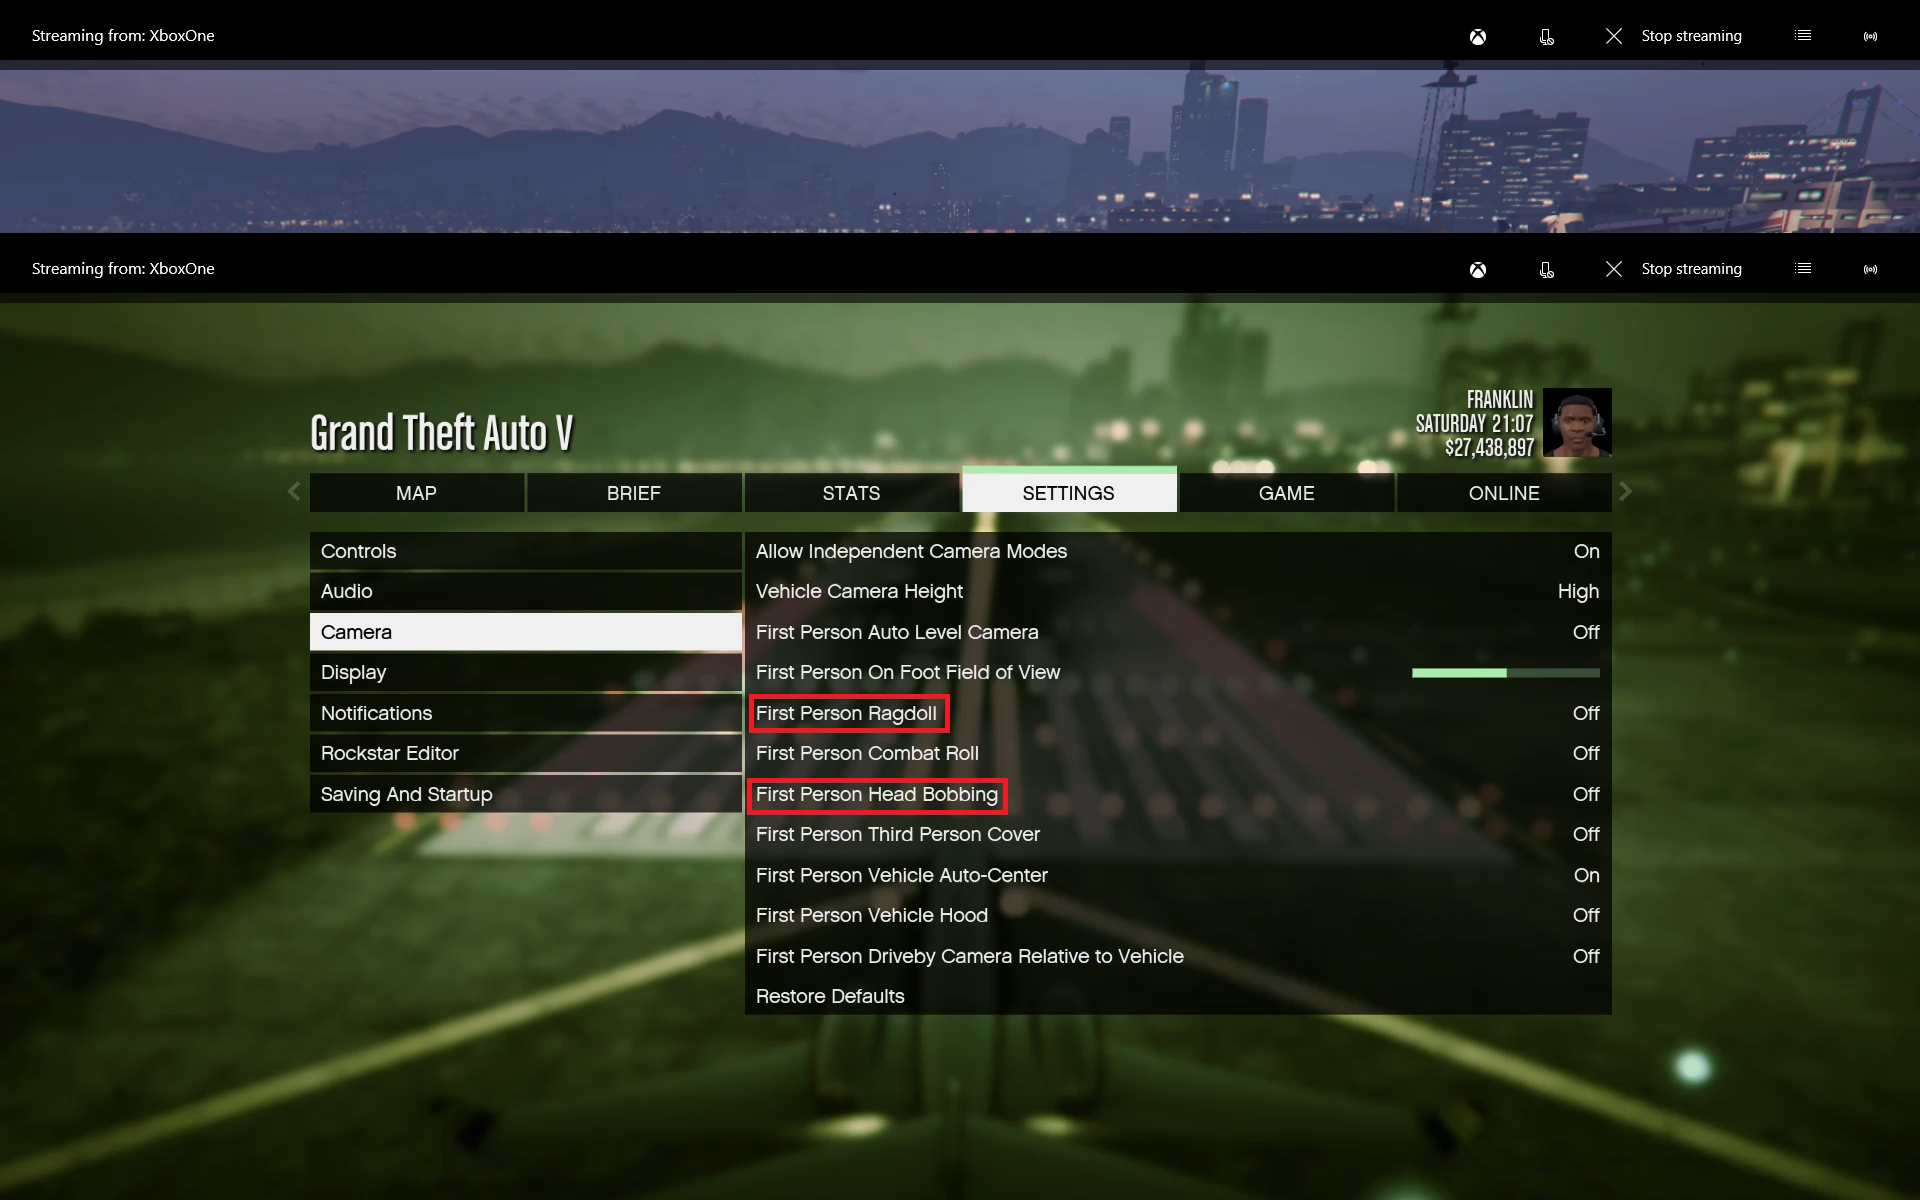 Streaming from: XboxOne
Stop streaming
Streaming from: XboxOne
Stop streaming
FRANKLIN
Grand Theft Auto V
SATURDAY 21:07
$27,438,897
MAP
BRIEF
STATS
SETTINGS
GAME
ONLINE
Controls
Audio
Camera
Display
Notifications
Rockstar Editor
Saving And Startup
Allow Independent Camera Modes On
Vehicle Camera Height High
First Person Auto Level Camera Off
First Person On Foot Field of View
First Person Ragdoll Off
First Person Combat Roll Off
First Person Head Bobbing Off
First Person Third Person Cover Off
First Person Vehicle Auto-Center On
First Person Vehicle Hood Off
First Person Driveby Camera Relative to Vehicle Off
Restore Defaults